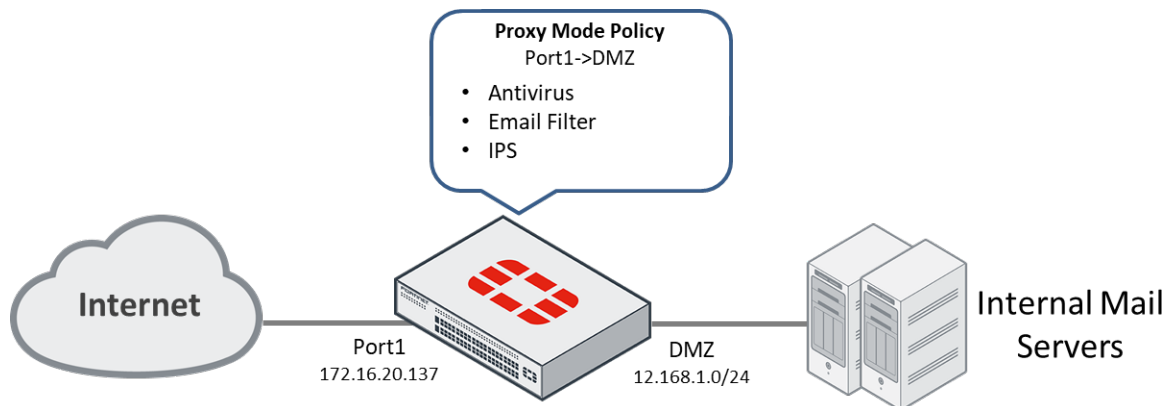 Proxy Mode Policy
Port1->DMZ
• Antivirus
• Email Filter
• IPS
Internet
FORTINET
Port1
172.16.20.137
DMZ
12.168.1.0/24
Internal Mail
Servers